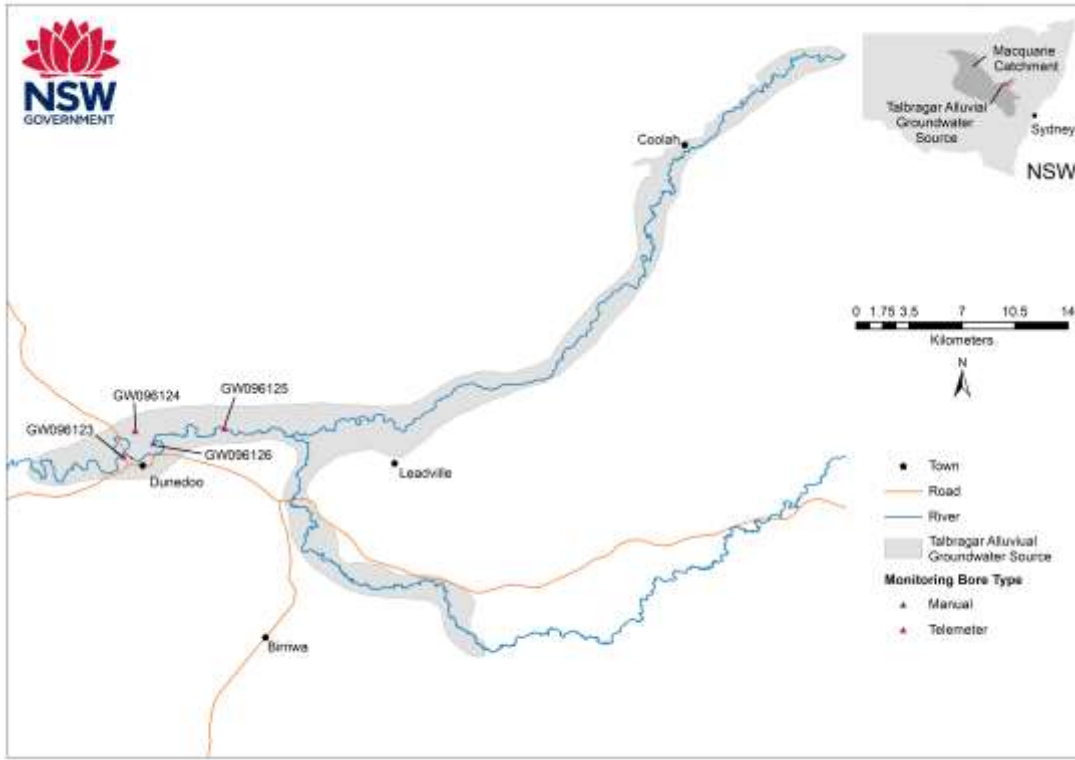 NSW
GOVERNMENT
Macquarie
Catchment
Talbragar Alluvial
Groundwater
Source
Sydney
NSW
Coolah
0 1.75 3.5 7 10.5 14
Kilometers
N
GW096124
GW096125
GW096123
GW096126
Dunedoo
Leadville
Birriwa
Town
Road
River
Talbragar Alluviual
Groundwater Source
Monitoring Bore Type
Manual
Telemeter